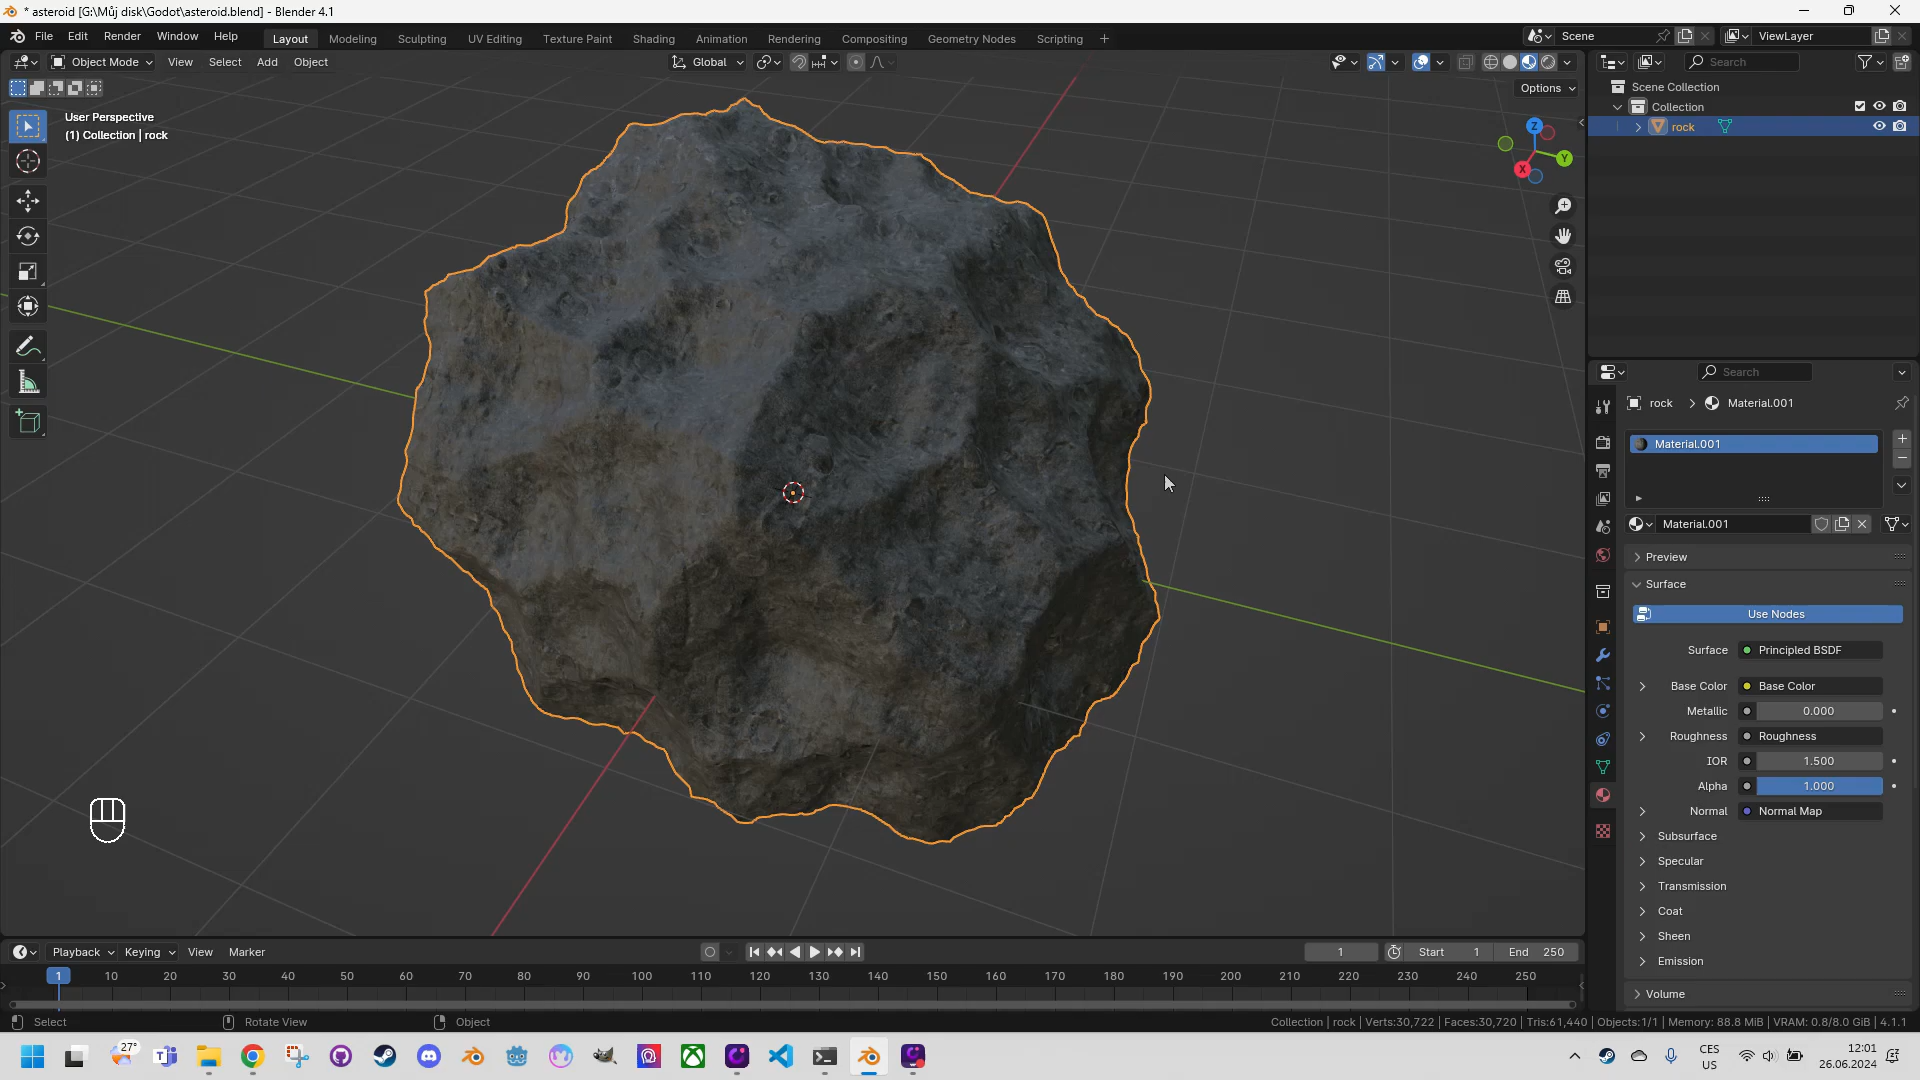 * asteroid [G:\Můj disk\Godot\asteroid.blend] - Blender 4.1
File Edit Render Window Help Layout Modeling Sculpting UV Editing Texture Paint Shading Animation Rendering Compositing Geometry Nodes Scripting + Scene ViewLayer
Object Mode View Select Add Object Global Search
Options
User Perspective
(1) Collection | rock
Scene Collection
Collection
rock
Z
Y
X
Search
rock > Material.001
Material.001
Material.001
Preview
Surface
Use Nodes
Surface Principled BSDF
Base Color Base Color
Metallic 0.000
Roughness Roughness
IOR 1.500
Alpha 1.000
Normal Normal Map
Subsurface
Specular
Transmission
Coat
Sheen
Emission
Volume
Playback Keying View Marker 1 Start 1 End 250
1 10 20 30 40 50 60 70 80 90 100 110 120 130 140 150 160 170 180 190 200 210 220 230 240 250
Select Rotate View Object Collection | rock | Verts:30,722 | Faces:30,720 | Tris:61,440 | Objects:1/1 | Memory: 88.8 MiB | VRAM: 0.8/8.0 GiB | 4.1.1
27°
CES
US
12:01
26.06.2024